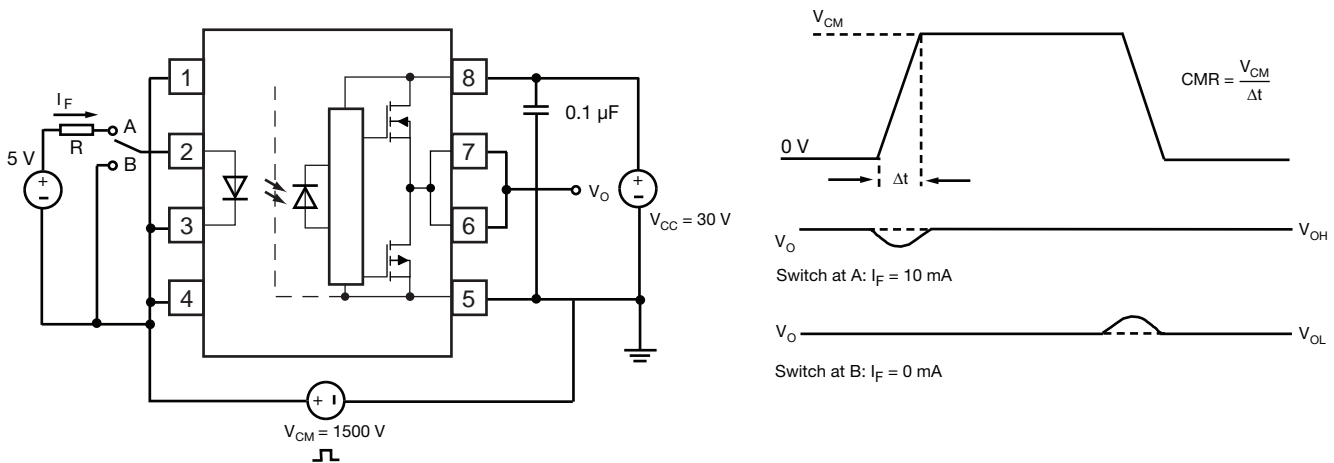 1
2
3
4
8
7
6
5
I F
R
A
B
5 V
+
-
0.1 µF
V O
+
-
V CC = 30 V
+ -
V CM = 1500 V
V CM
0 V
Δt
CMR = V CM / Δt
V O
V OH
Switch at A: I F = 10 mA
V O
V OL
Switch at B: I F = 0 mA